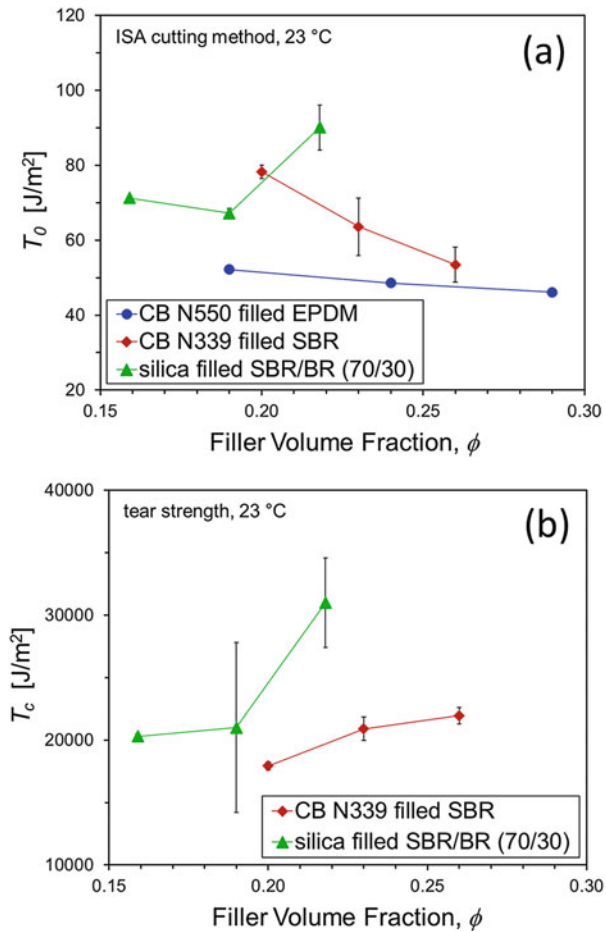 ISA cutting method, 23 °C
(a)
120
100
80
60
40
20
T0 [J/m²]
CB N550 filled EPDM
CB N339 filled SBR
silica filled SBR/BR (70/30)
0.15 0.20 0.25 0.30
Filler Volume Fraction, ϕ
tear strength, 23 °C
(b)
40000
30000
20000
10000
Tc [J/m²]
CB N339 filled SBR
silica filled SBR/BR (70/30)
0.15 0.20 0.25 0.30
Filler Volume Fraction, ϕ